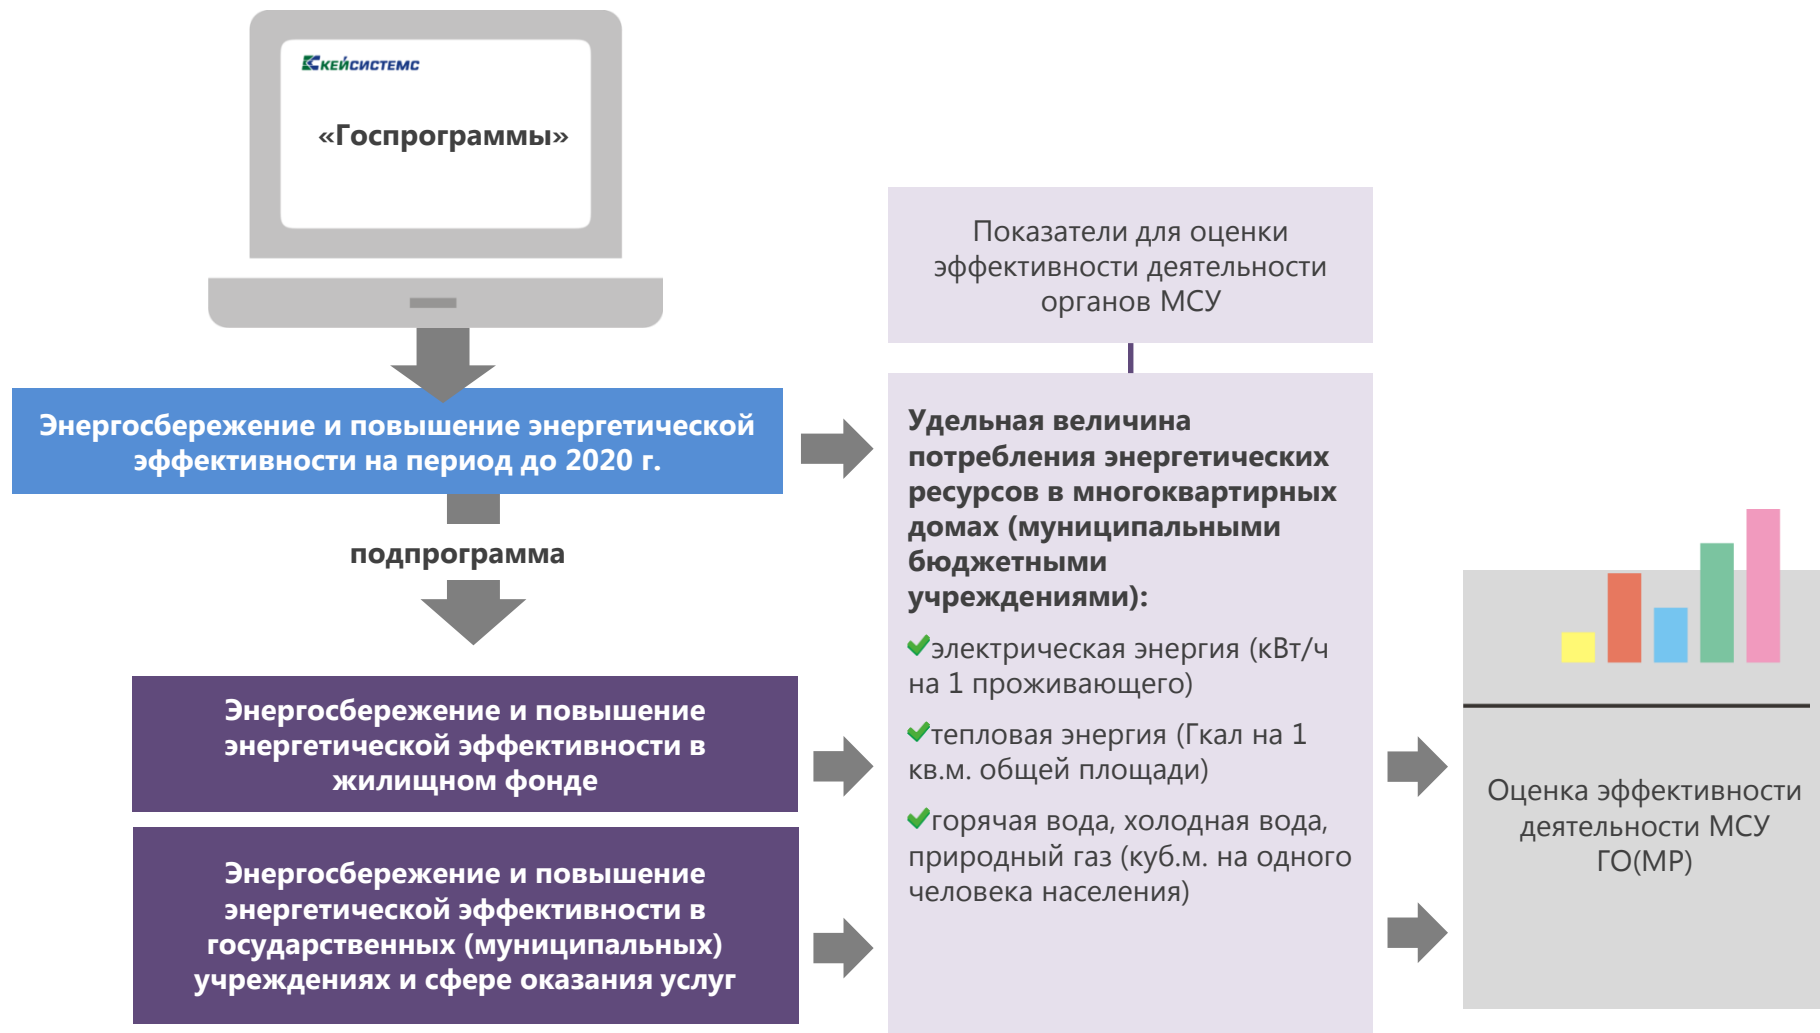 КЕЙСИСТЕМС
«Госпрограммы»
Энергосбережение и повышение энергетической
эффективности на период до 2020 г.
подпрограмма
Энергосбережение и повышение
энергетической эффективности в
жилищном фонде
Энергосбережение и повышение
энергетической эффективности в
государственных (муниципальных)
учреждениях и сфере оказания услуг
Показатели для оценки
эффективности деятельности
органов МСУ
Удельная величина
потребления энергетических
ресурсов в многоквартирных
домах (муниципальными
бюджетными
учреждениями):
электрическая энергия (кВт/ч
на 1 проживающего)
тепловая энергия (Гкал на 1
кв.м. общей площади)
горячая вода, холодная вода,
природный газ (куб.м. на одного
человека населения)
Оценка эффективности
деятельности МСУ
ГО(МР)